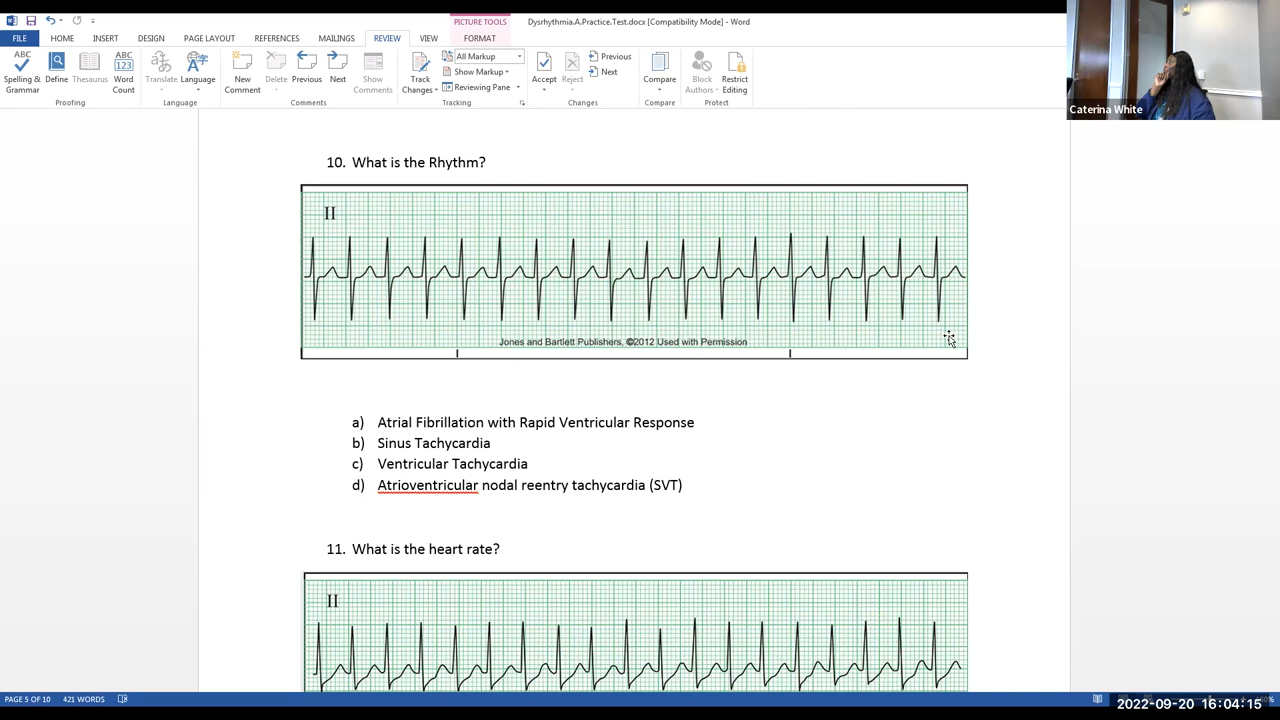 PICTURE TOOLS
Dysrhythmia.A.Practice.Test.docx [Compatibility Mode] - Word
FILE HOME INSERT DESIGN PAGE LAYOUT REFERENCES MAILINGS REVIEW VIEW FORMAT
ABC
Spelling & Grammar
Define
Thesaurus
ABC 123
Word Count
Proofing
Translate
Language
Language
New Comment
Delete
Previous
Next
Show Comments
Comments
Track Changes
All Markup
Show Markup
Reviewing Pane
Tracking
Accept
Reject
Previous
Next
Changes
Compare
Compare
Block Authors
Restrict Editing
Protect
Caterina White
10. What is the Rhythm?
II
Jones and Bartlett Publishers, ©2012 Used with Permission
a) Atrial Fibrillation with Rapid Ventricular Response
b) Sinus Tachycardia
c) Ventricular Tachycardia
d) Atrioventricular nodal reentry tachycardia (SVT)
11. What is the heart rate?
II
PAGE 5 OF 10 421 WORDS
2022-09-20 16:04:15